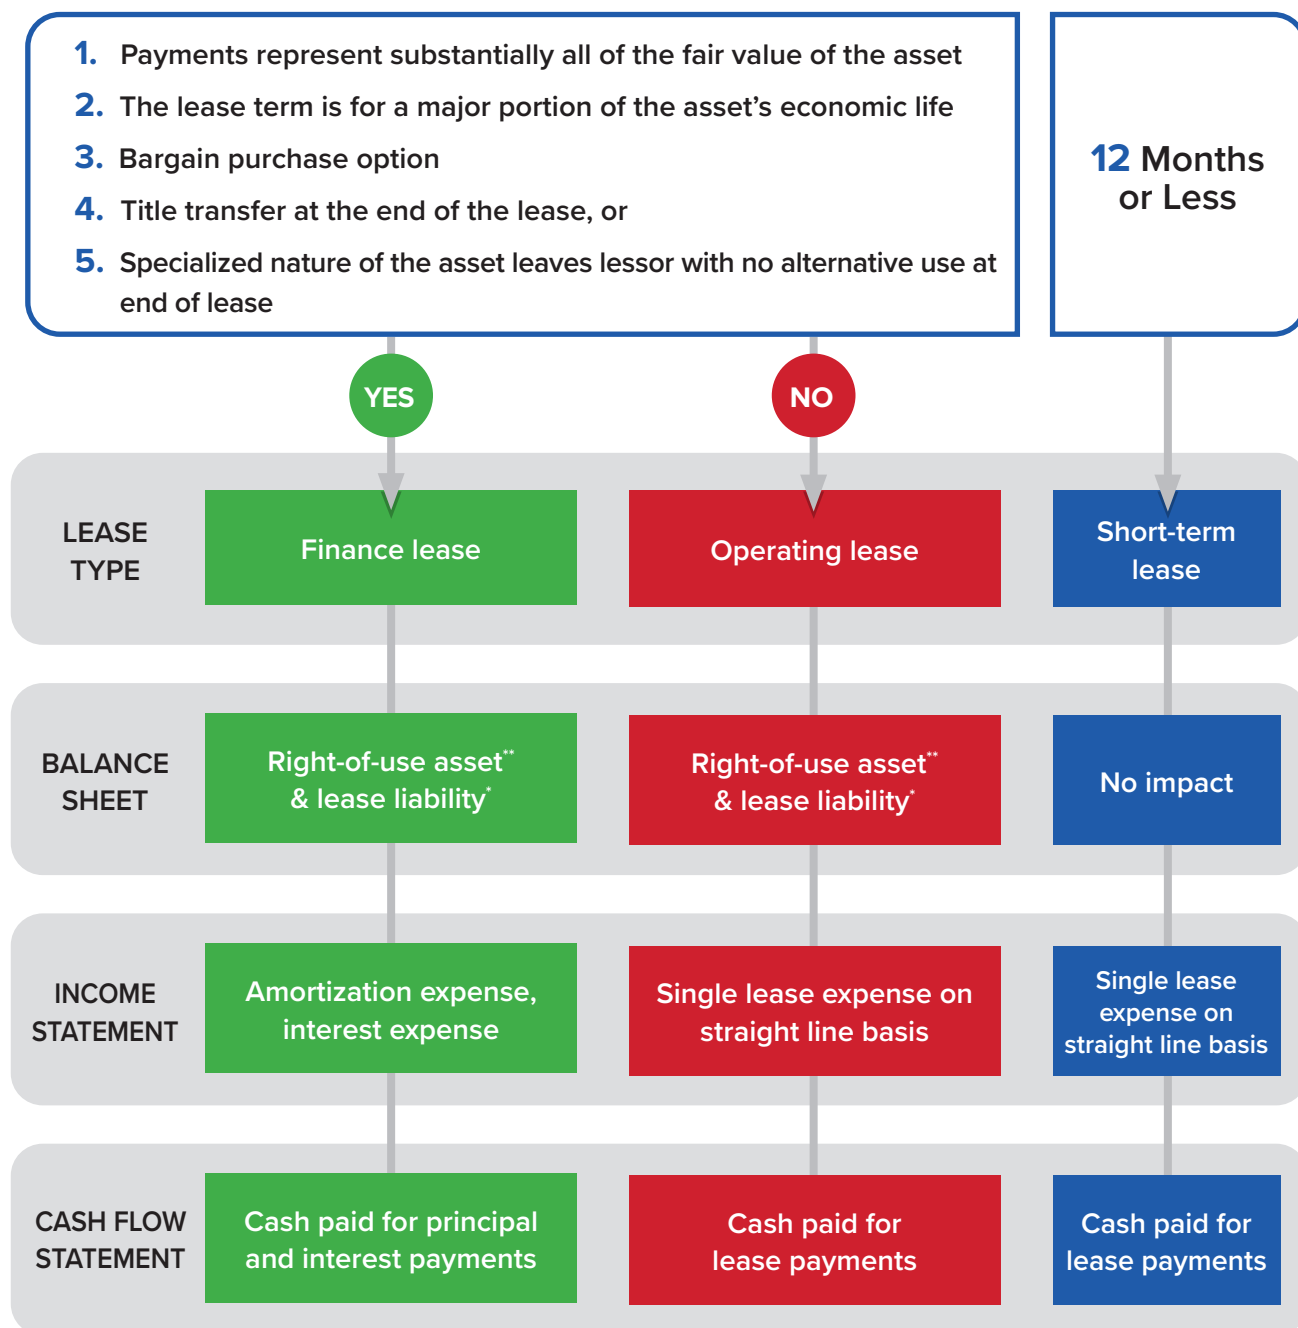 1. Payments represent substantially all of the fair value of the asset
2. The lease term is for a major portion of the asset’s economic life
3. Bargain purchase option
4. Title transfer at the end of the lease, or
5. Specialized nature of the asset leaves lessor with no alternative use at
end of lease
12 Months
or Less
YES
NO
LEASE
TYPE
Finance lease
Operating lease
Short-term
lease
BALANCE
SHEET
Right-of-use asset**
& lease liability*
Right-of-use asset**
& lease liability*
No impact
INCOME
STATEMENT
Amortization expense,
interest expense
Single lease expense on
straight line basis
Single lease
expense on
straight line basis
CASH FLOW
STATEMENT
Cash paid for principal
and interest payments
Cash paid for
lease payments
Cash paid for
lease payments